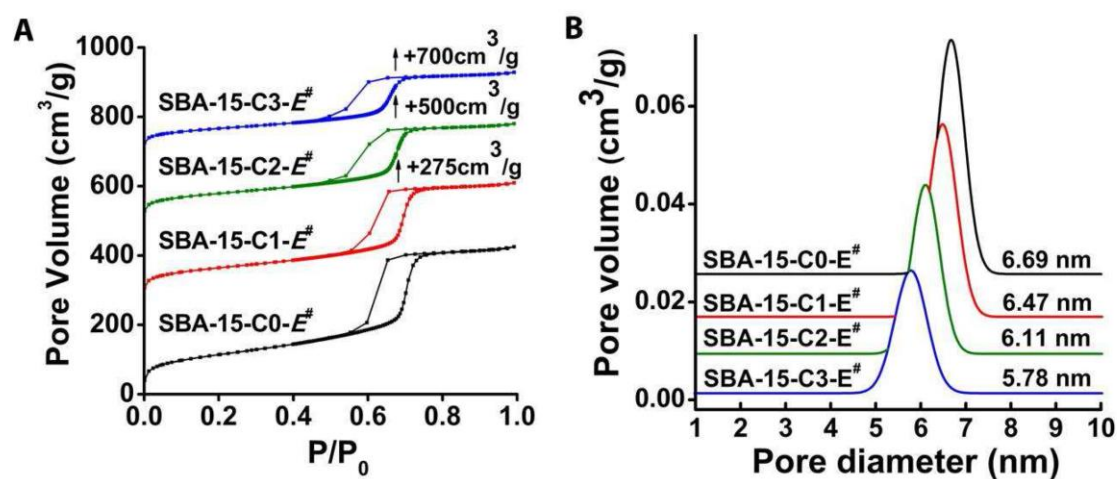 A
Pore Volume (cm³/g)
1000
800
600
400
200
0
+700cm³/g
SBA-15-C3-E#
+500cm³/g
SBA-15-C2-E#
+275cm³/g
SBA-15-C1-E#
SBA-15-C0-E#
0.0 0.2 0.4 0.6 0.8 1.0
P/P₀
B
Pore volume (cm³/g)
0.06
0.04
0.02
0.00
SBA-15-C0-E# 6.69 nm
SBA-15-C1-E# 6.47 nm
SBA-15-C2-E# 6.11 nm
SBA-15-C3-E# 5.78 nm
1 2 3 4 5 6 7 8 9 10
Pore diameter (nm)